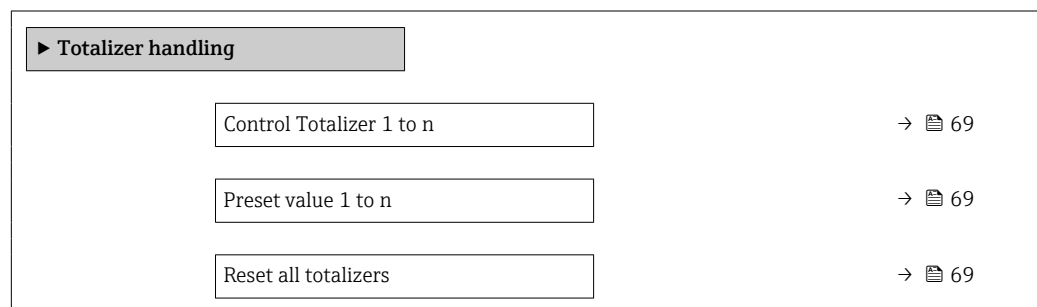 ▶ Totalizer handling
Control Totalizer 1 to n → 69
Preset value 1 to n → 69
Reset all totalizers → 69